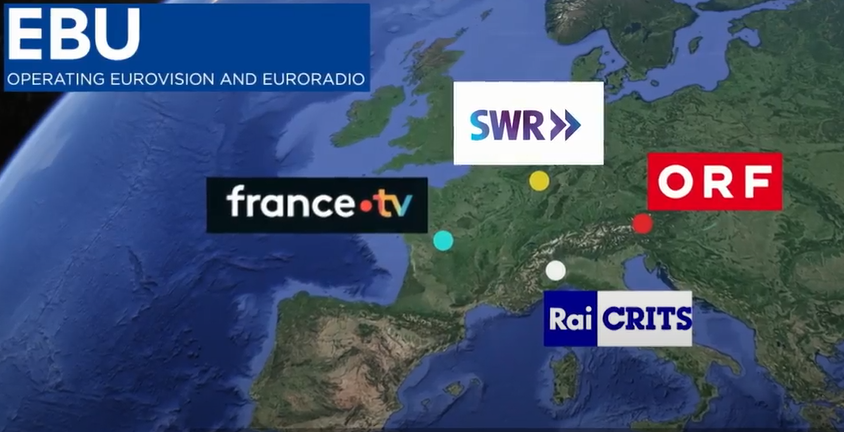 EBU
OPERATING EUROVISION AND EURORADIO
SWR
ORF
france•tv
Rai CRITS